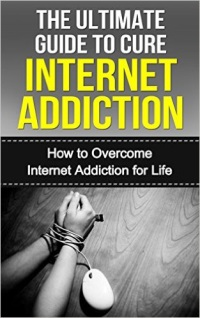 THE ULTIMATE
GUIDE TO CURE
INTERNET
ADDICTION
How to Overcome
Internet Addiction for Life